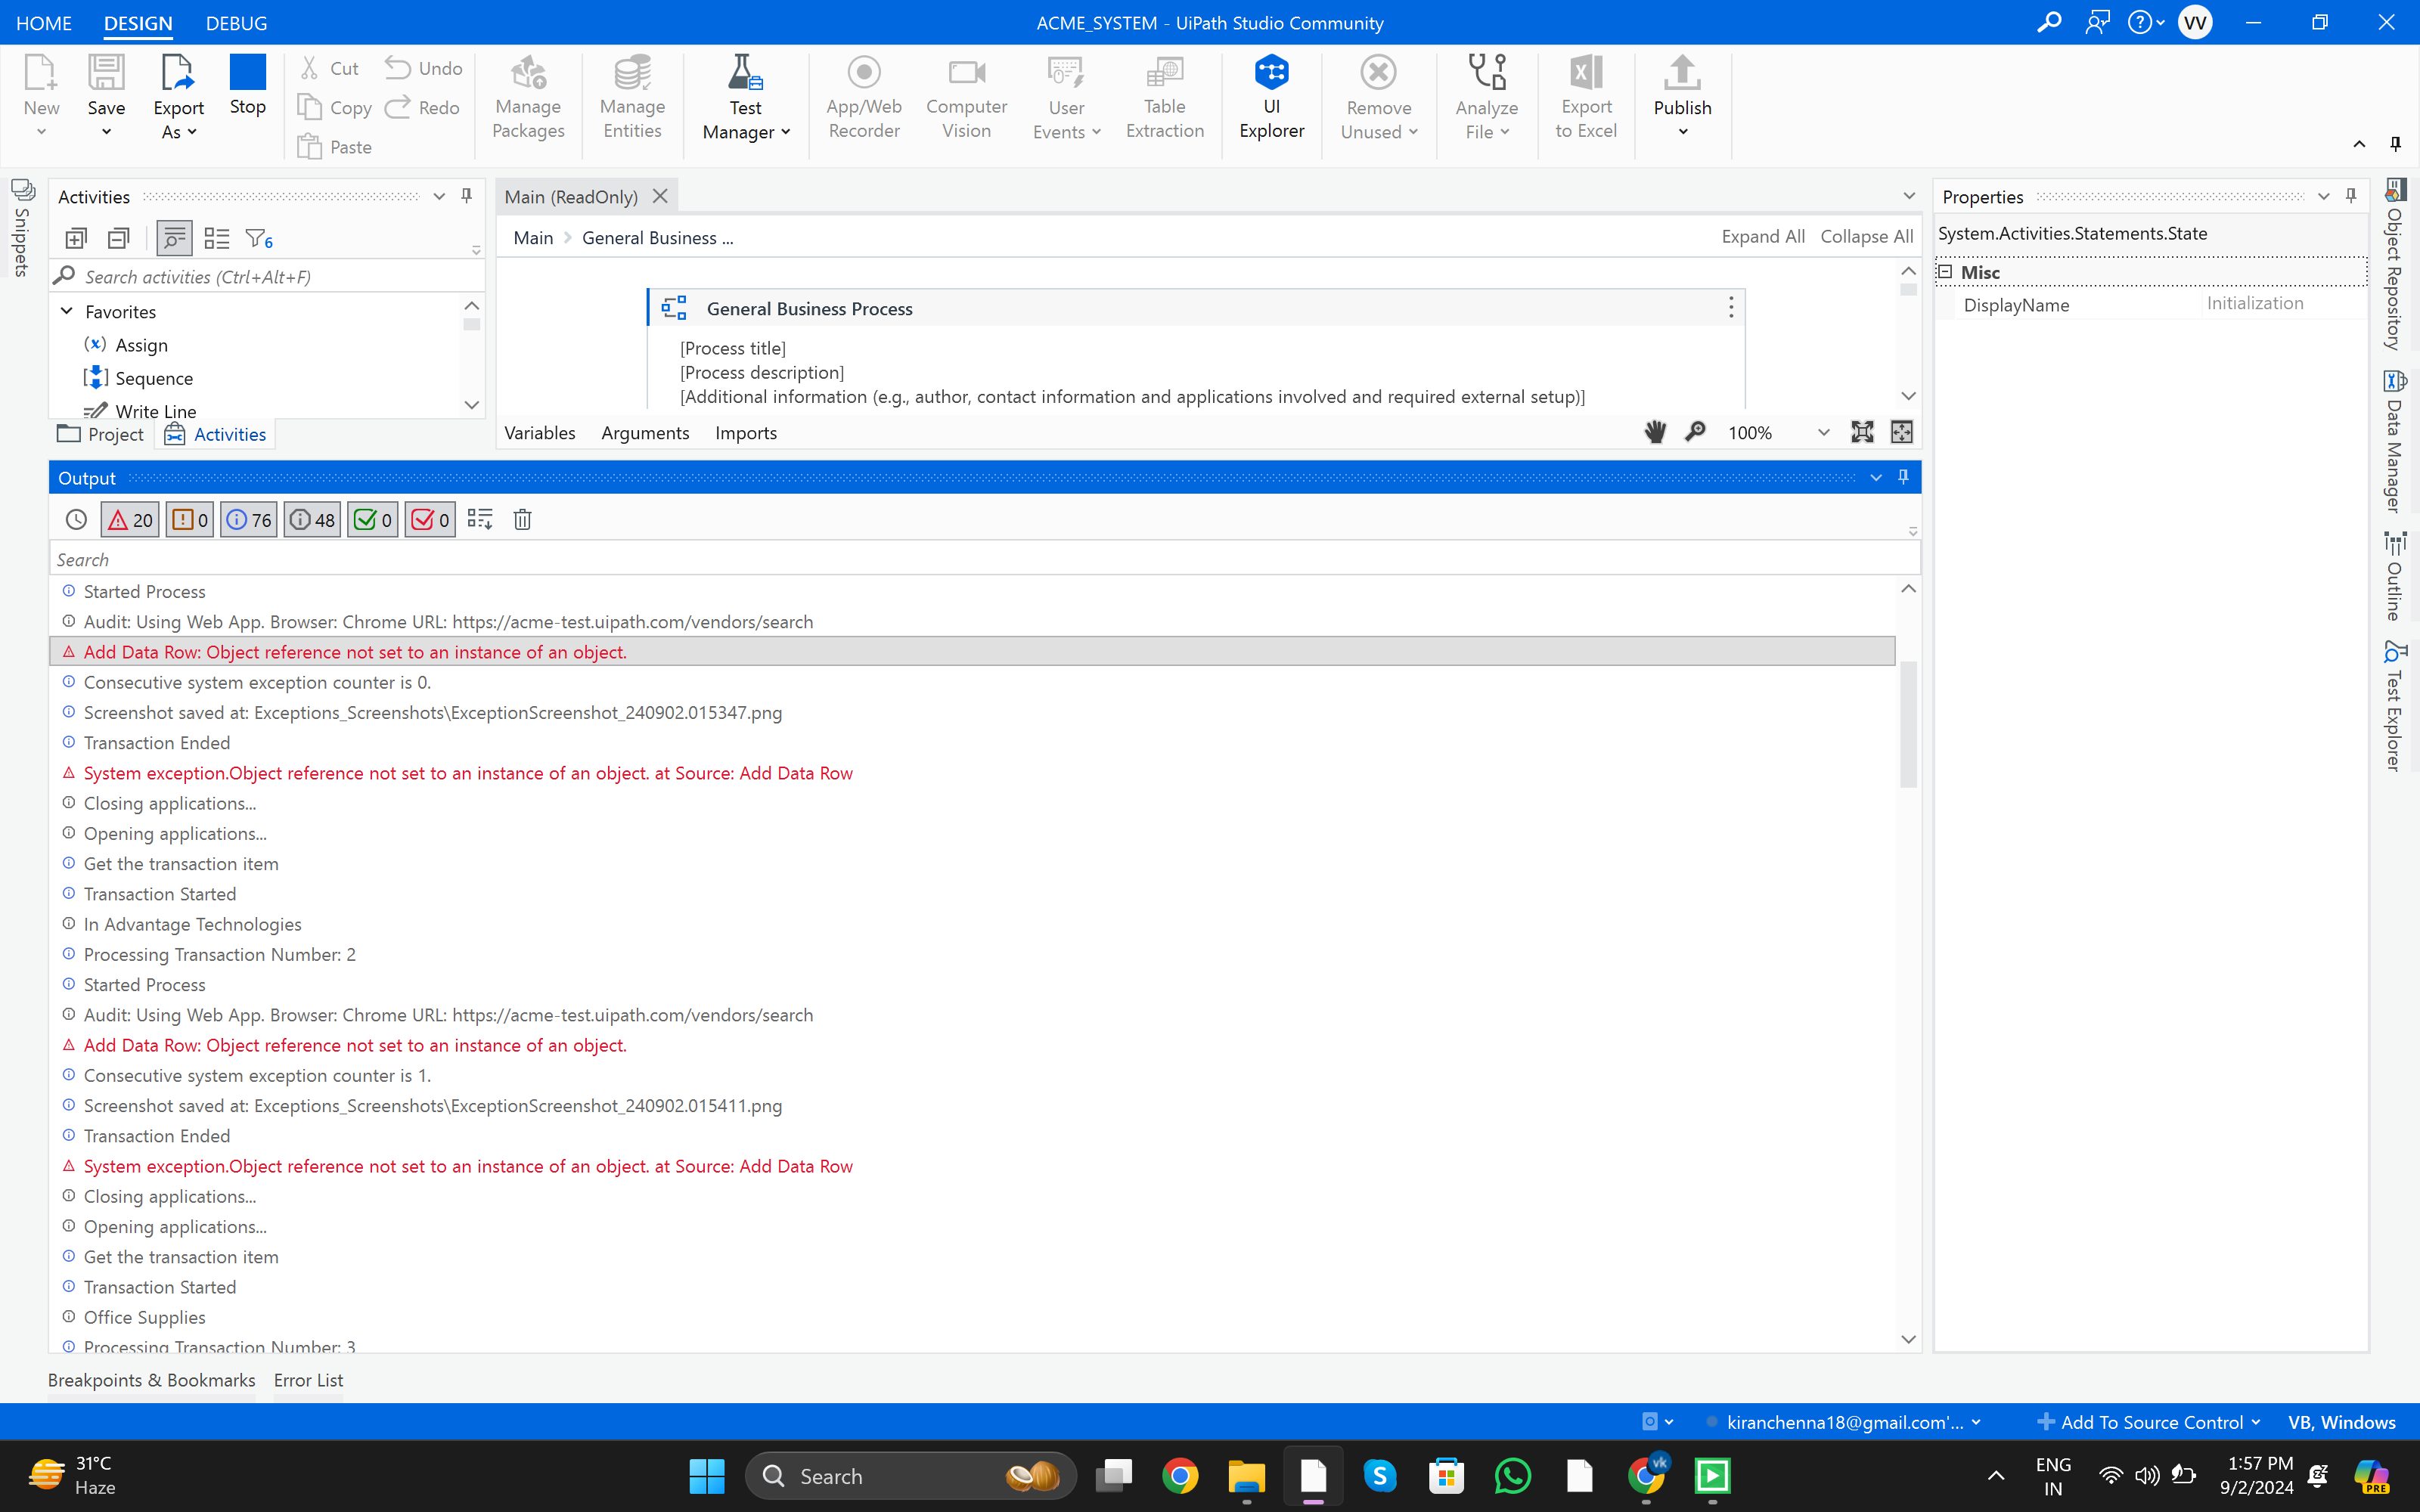 HOME DESIGN DEBUG
ACME_SYSTEM - UiPath Studio Community
VV
New
Save
Export As
Stop
Cut
Copy
Paste
Undo
Redo
Manage Packages
Manage Entities
Test Manager
App/Web Recorder
Computer Vision
User Events
Table Extraction
UI Explorer
Remove Unused
Analyze File
Export to Excel
Publish
Snippets
Activities
6
Search activities (Ctrl+Alt+F)
Favorites
Assign
Sequence
Write Line
Project Activities
Main (ReadOnly)
Main > General Business ...
Expand All Collapse All
General Business Process
[Process title]
[Process description]
[Additional information (e.g., author, contact information and applications involved and required external setup)]
Variables Arguments Imports
100%
Properties
System.Activities.Statements.State
Misc
DisplayName Initialization
Object Repository
Data Manager
Outline
Test Explorer
Output
20 0 76 48 0 0
Search
Started Process
Audit: Using Web App. Browser: Chrome URL: https://acme-test.uipath.com/vendors/search
Add Data Row: Object reference not set to an instance of an object.
Consecutive system exception counter is 0.
Screenshot saved at: Exceptions_Screenshots\ExceptionScreenshot_240902.015347.png
Transaction Ended
System exception.Object reference not set to an instance of an object. at Source: Add Data Row
Closing applications...
Opening applications...
Get the transaction item
Transaction Started
In Advantage Technologies
Processing Transaction Number: 2
Started Process
Audit: Using Web App. Browser: Chrome URL: https://acme-test.uipath.com/vendors/search
Add Data Row: Object reference not set to an instance of an object.
Consecutive system exception counter is 1.
Screenshot saved at: Exceptions_Screenshots\ExceptionScreenshot_240902.015411.png
Transaction Ended
System exception.Object reference not set to an instance of an object. at Source: Add Data Row
Closing applications...
Opening applications...
Get the transaction item
Transaction Started
Office Supplies
Processing Transaction Number: 3
Breakpoints & Bookmarks Error List
kiranchenna18@gmail.com'... Add To Source Control VB, Windows
31°C
Haze
Search
vk
ENG
IN
1:57 PM
9/2/2024
PRE